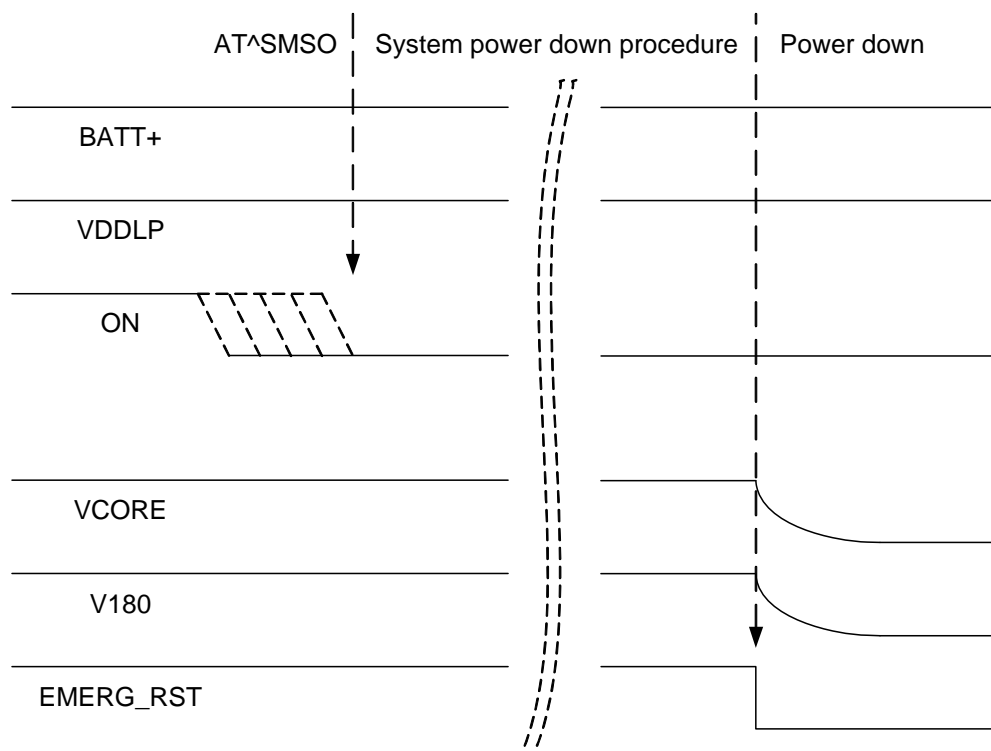 AT^SMSO
System power down procedure
Power down
BATT+
VDDLP
ON
VCORE
V180
EMERG_RST